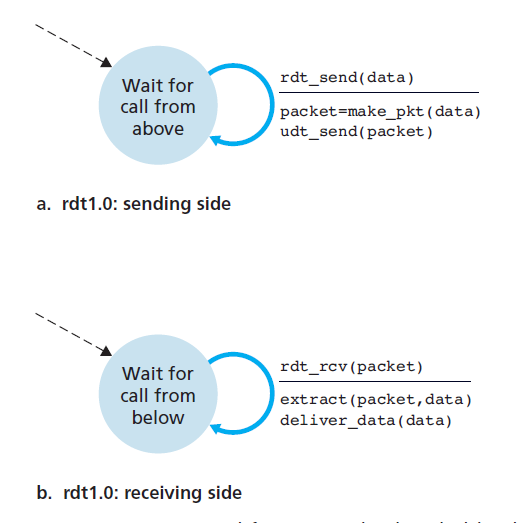 Wait for
call from
above
rdt_send(data)
packet=make_pkt(data)
udt_send(packet)
a. rdt1.0: sending side
Wait for
call from
below
rdt_rcv(packet)
extract(packet,data)
deliver_data(data)
b. rdt1.0: receiving side